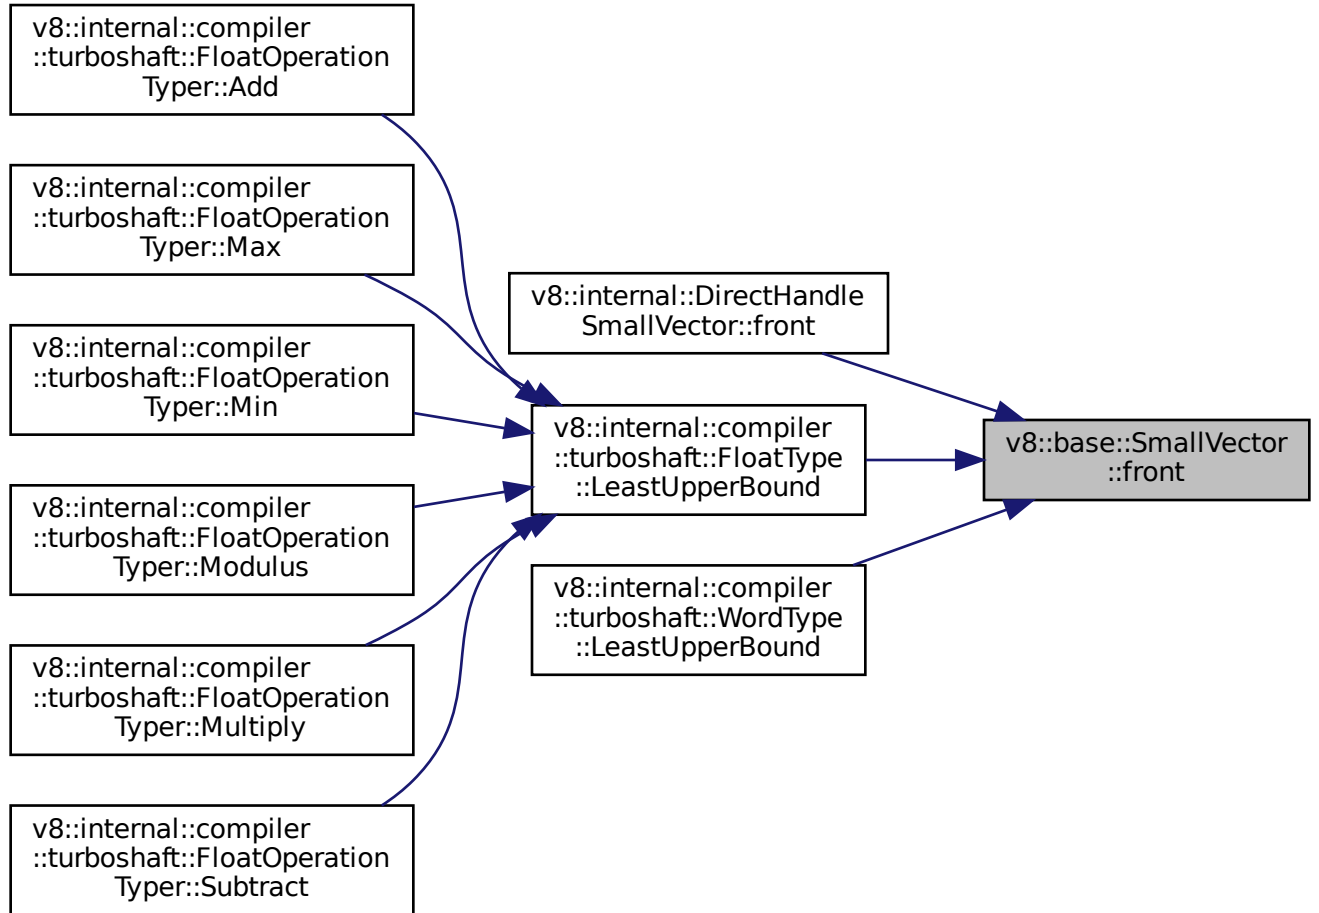 v8::internal::compiler
::turboshaft::FloatOperation
Typer::Add
v8::internal::compiler
::turboshaft::FloatOperation
Typer::Max
v8::internal::compiler
::turboshaft::FloatOperation
Typer::Min
v8::internal::compiler
::turboshaft::FloatOperation
Typer::Modulus
v8::internal::compiler
::turboshaft::FloatOperation
Typer::Multiply
v8::internal::compiler
::turboshaft::FloatOperation
Typer::Subtract
v8::internal::DirectHandle
SmallVector::front
v8::internal::compiler
::turboshaft::FloatType
::LeastUpperBound
v8::internal::compiler
::turboshaft::WordType
::LeastUpperBound
v8::base::SmallVector
::front